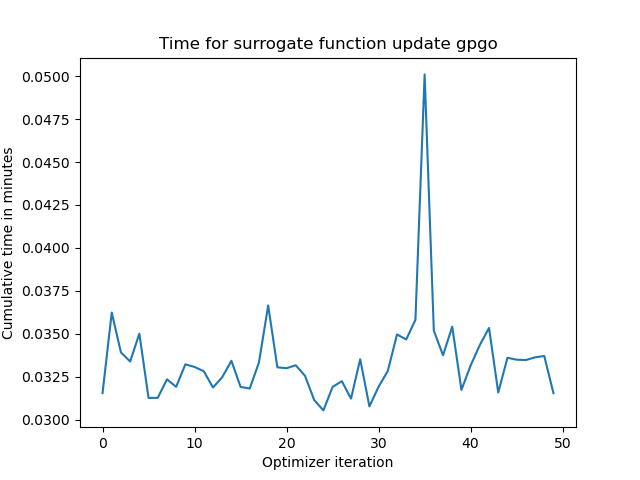 Time for surrogate function update gpgo
Cumulative time in minutes
0.0500
0.0475
0.0450
0.0425
0.0400
0.0375
0.0350
0.0325
0.0300
0 10 20 30 40 50
Optimizer iteration